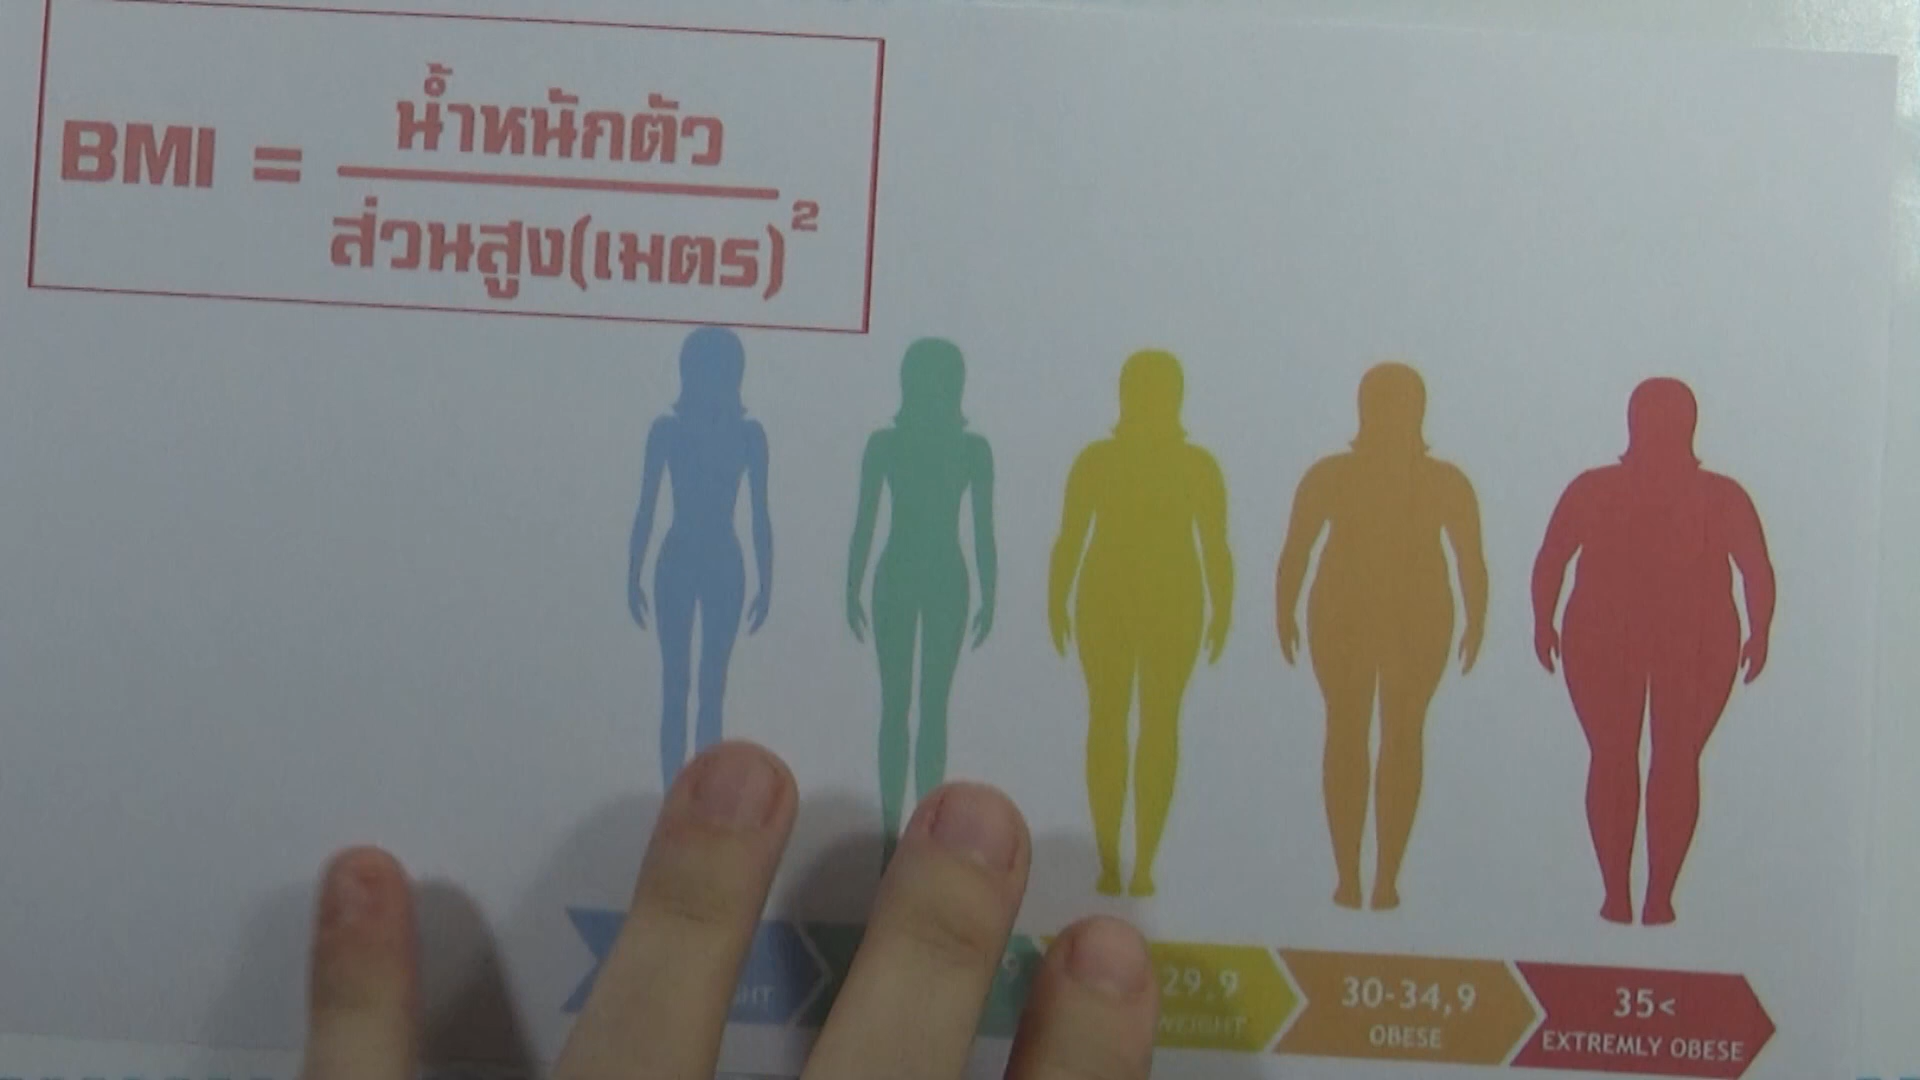 BMI = น้ำหนักตัว
ส่วนสูง(เมตร)²
29,9
30-34,9
OBESE
35<
EXTREMLY OBESE